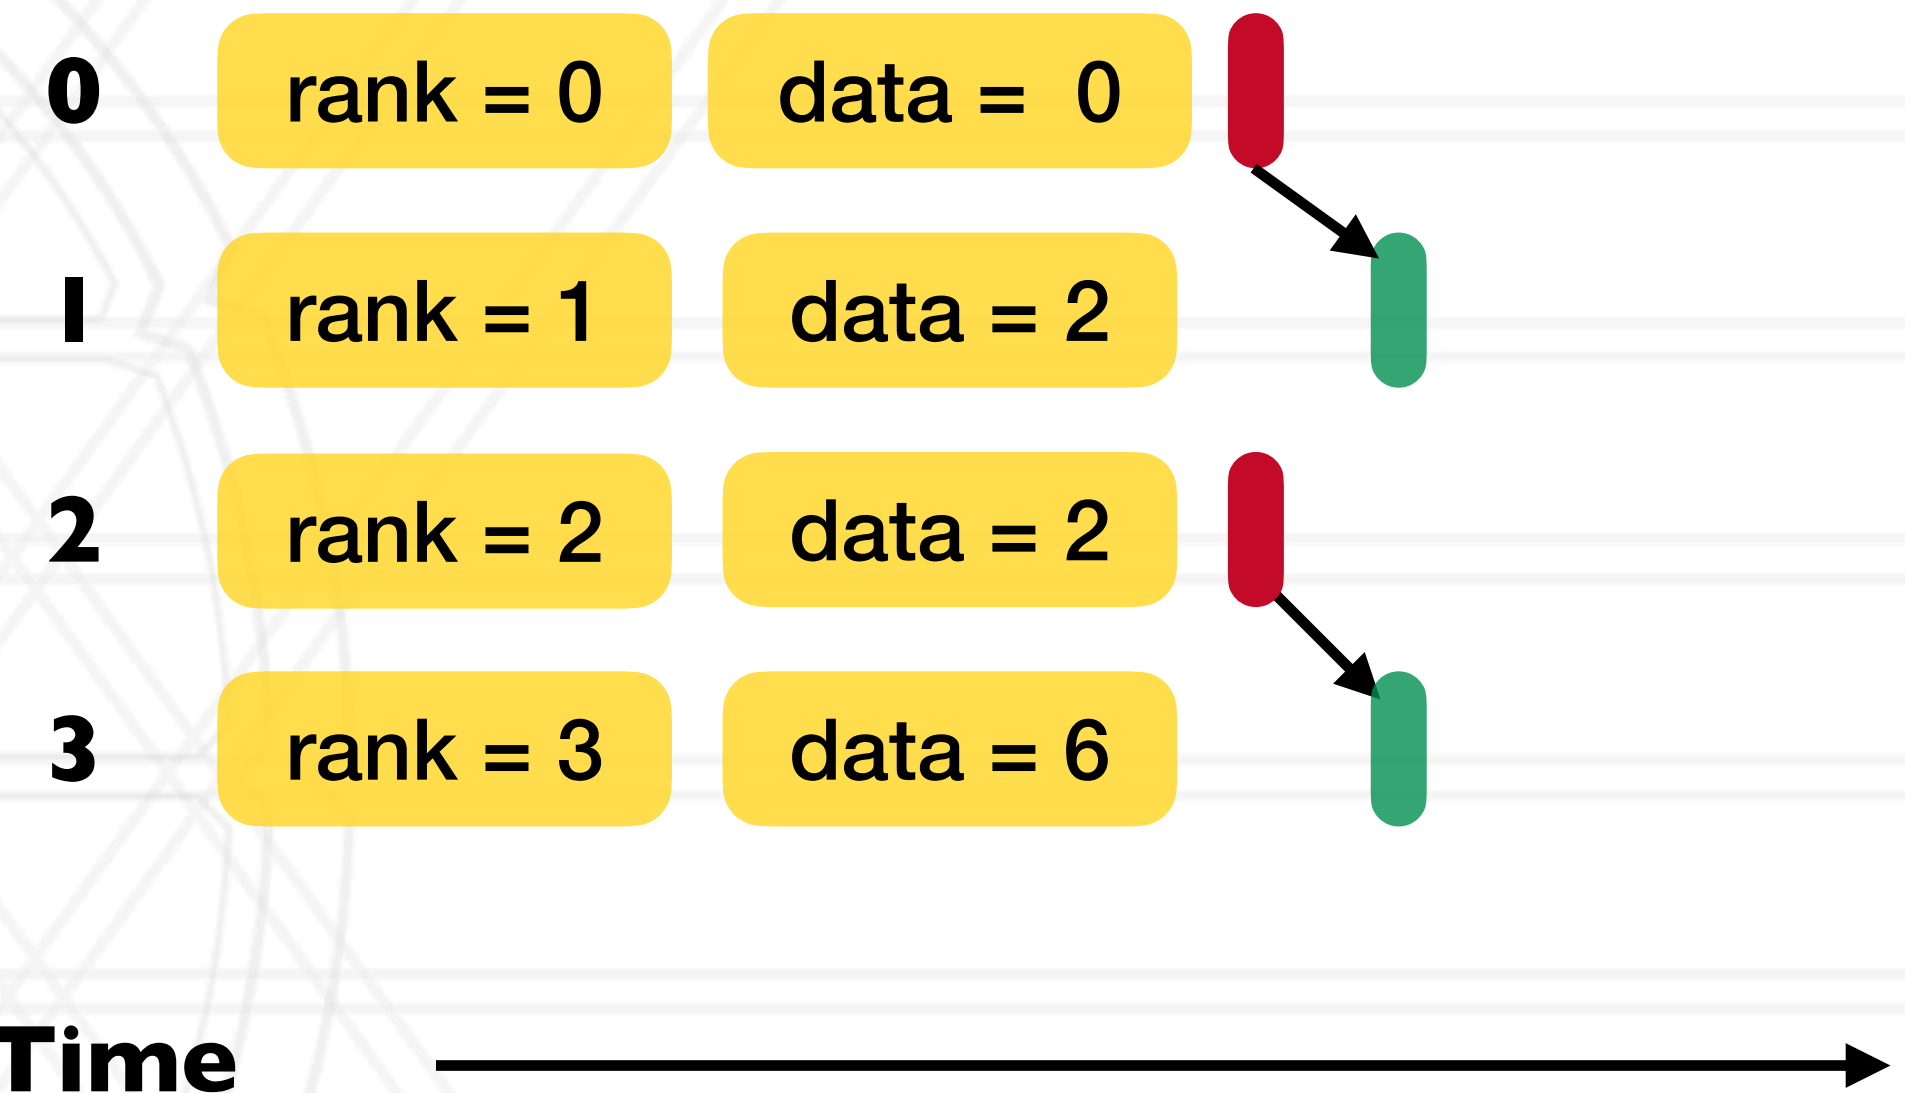 0 rank = 0 data = 0
1 rank = 1 data = 2
2 rank = 2 data = 2
3 rank = 3 data = 6
Time